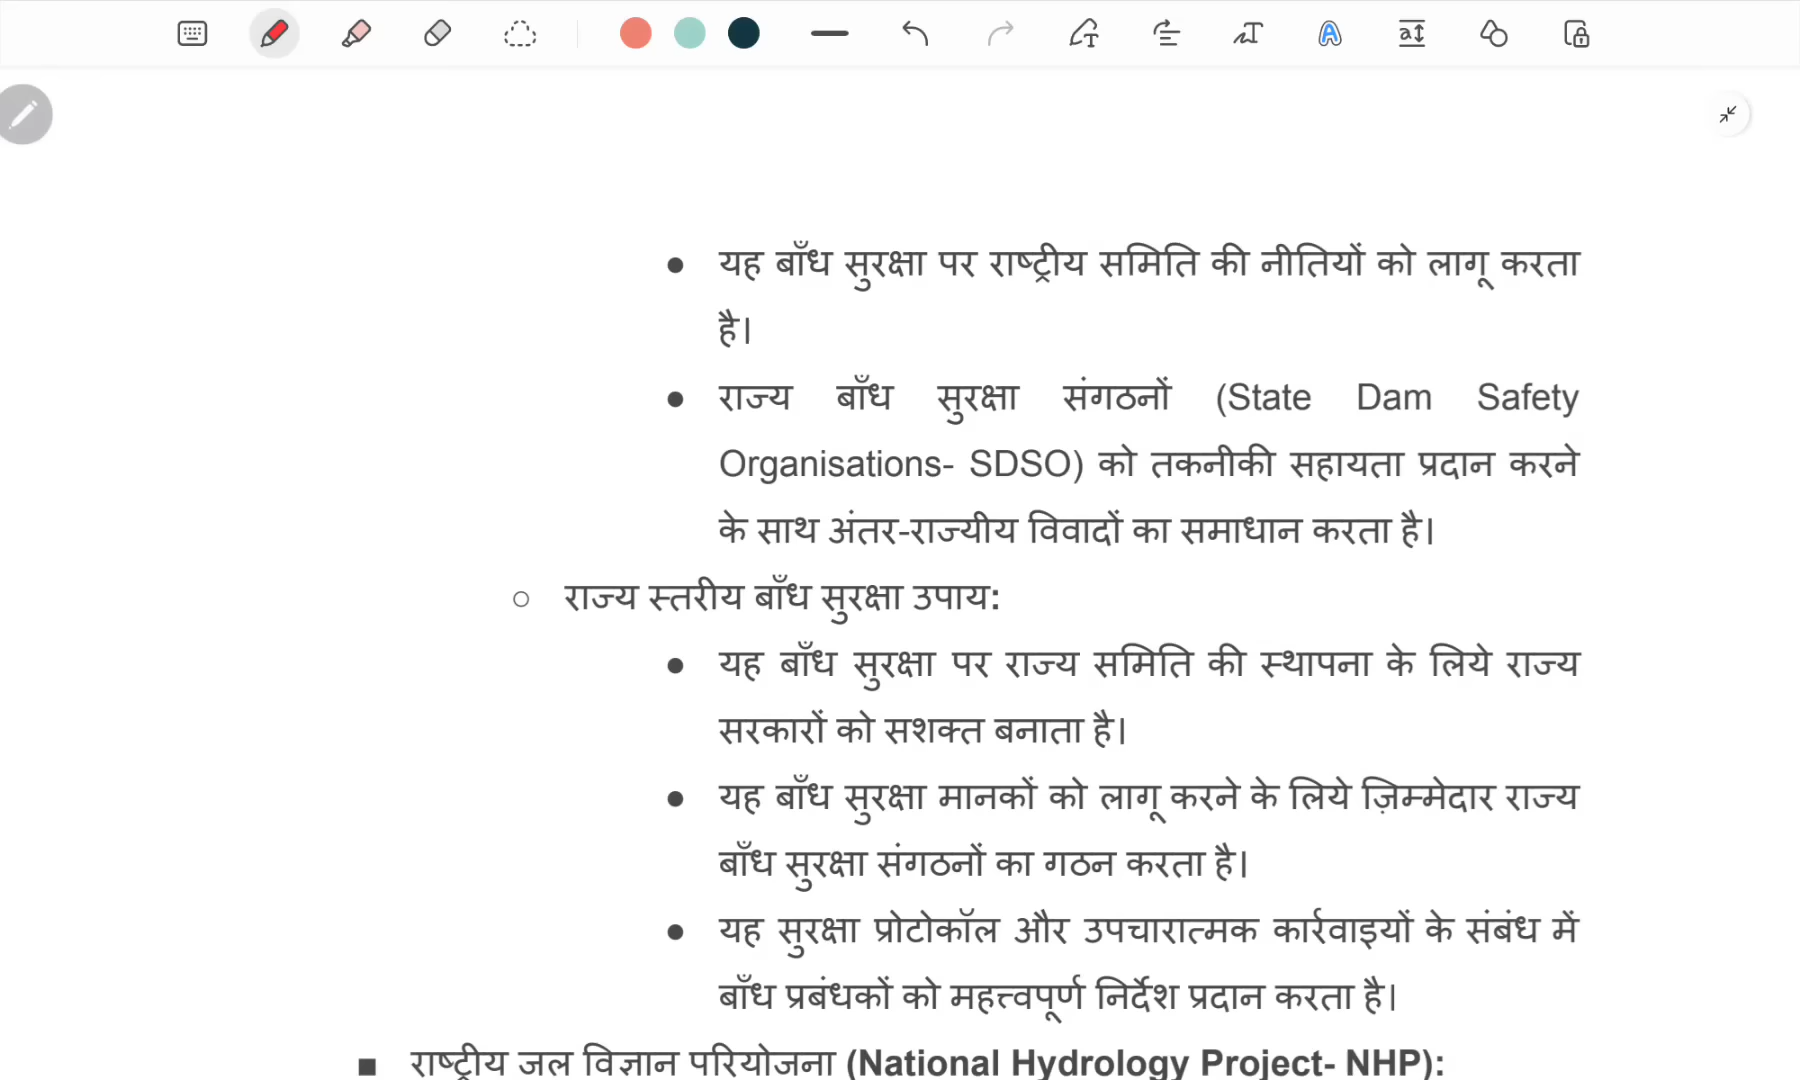 ● यह बाँध सुरक्षा पर राष्ट्रीय समिति की नीतियों को लागू करता
है।
● राज्य बाँध सुरक्षा संगठनों (State Dam Safety
Organisations- SDSO) को तकनीकी सहायता प्रदान करने
के साथ अंतर-राज्यीय विवादों का समाधान करता है।
○ राज्य स्तरीय बाँध सुरक्षा उपाय:
● यह बाँध सुरक्षा पर राज्य समिति की स्थापना के लिये राज्य
सरकारों को सशक्त बनाता है।
● यह बाँध सुरक्षा मानकों को लागू करने के लिये ज़िम्मेदार राज्य
बाँध सुरक्षा संगठनों का गठन करता है।
● यह सुरक्षा प्रोटोकॉल और उपचारात्मक कार्रवाइयों के संबंध में
बाँध प्रबंधकों को महत्त्वपूर्ण निर्देश प्रदान करता है।
■ राष्ट्रीय जल विज्ञान परियोजना (National Hydrology Project- NHP):